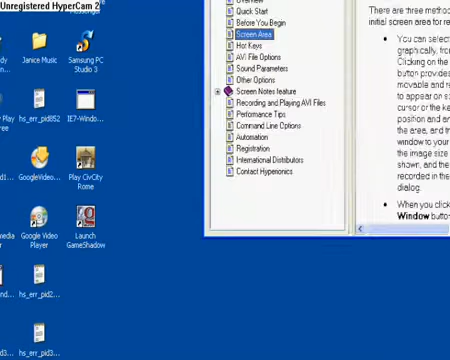 Unregistered HyperCam 2
Overview
Quick Start
Before You Begin
Screen Area
Hot Keys
AVI File Options
Sound Parameters
Other Options
Screen Notes feature
Recording and Playing AVI Files
Performance Tips
Command Line Options
Automation
Registration
International Distributors
Contact Hyperionics
There are three method
initial screen area for re
You can select
graphically, fro
Clicking on the
button provides
movable and re
to appear on s
cursor or the ke
position and an
the area, and th
window to your
the image size
shown, and the
recorded in the
dialog.
When you click
Window butto
Janice Music
Samsung PC
Studio 3
hs_err_pid852
IE7-Window...
Play
Free
GoogleVideo...
Play CivCity
Rome
media
Google Video
Player
Launch
GameShadow
hs_err_pid2...
hs_err_pid3...